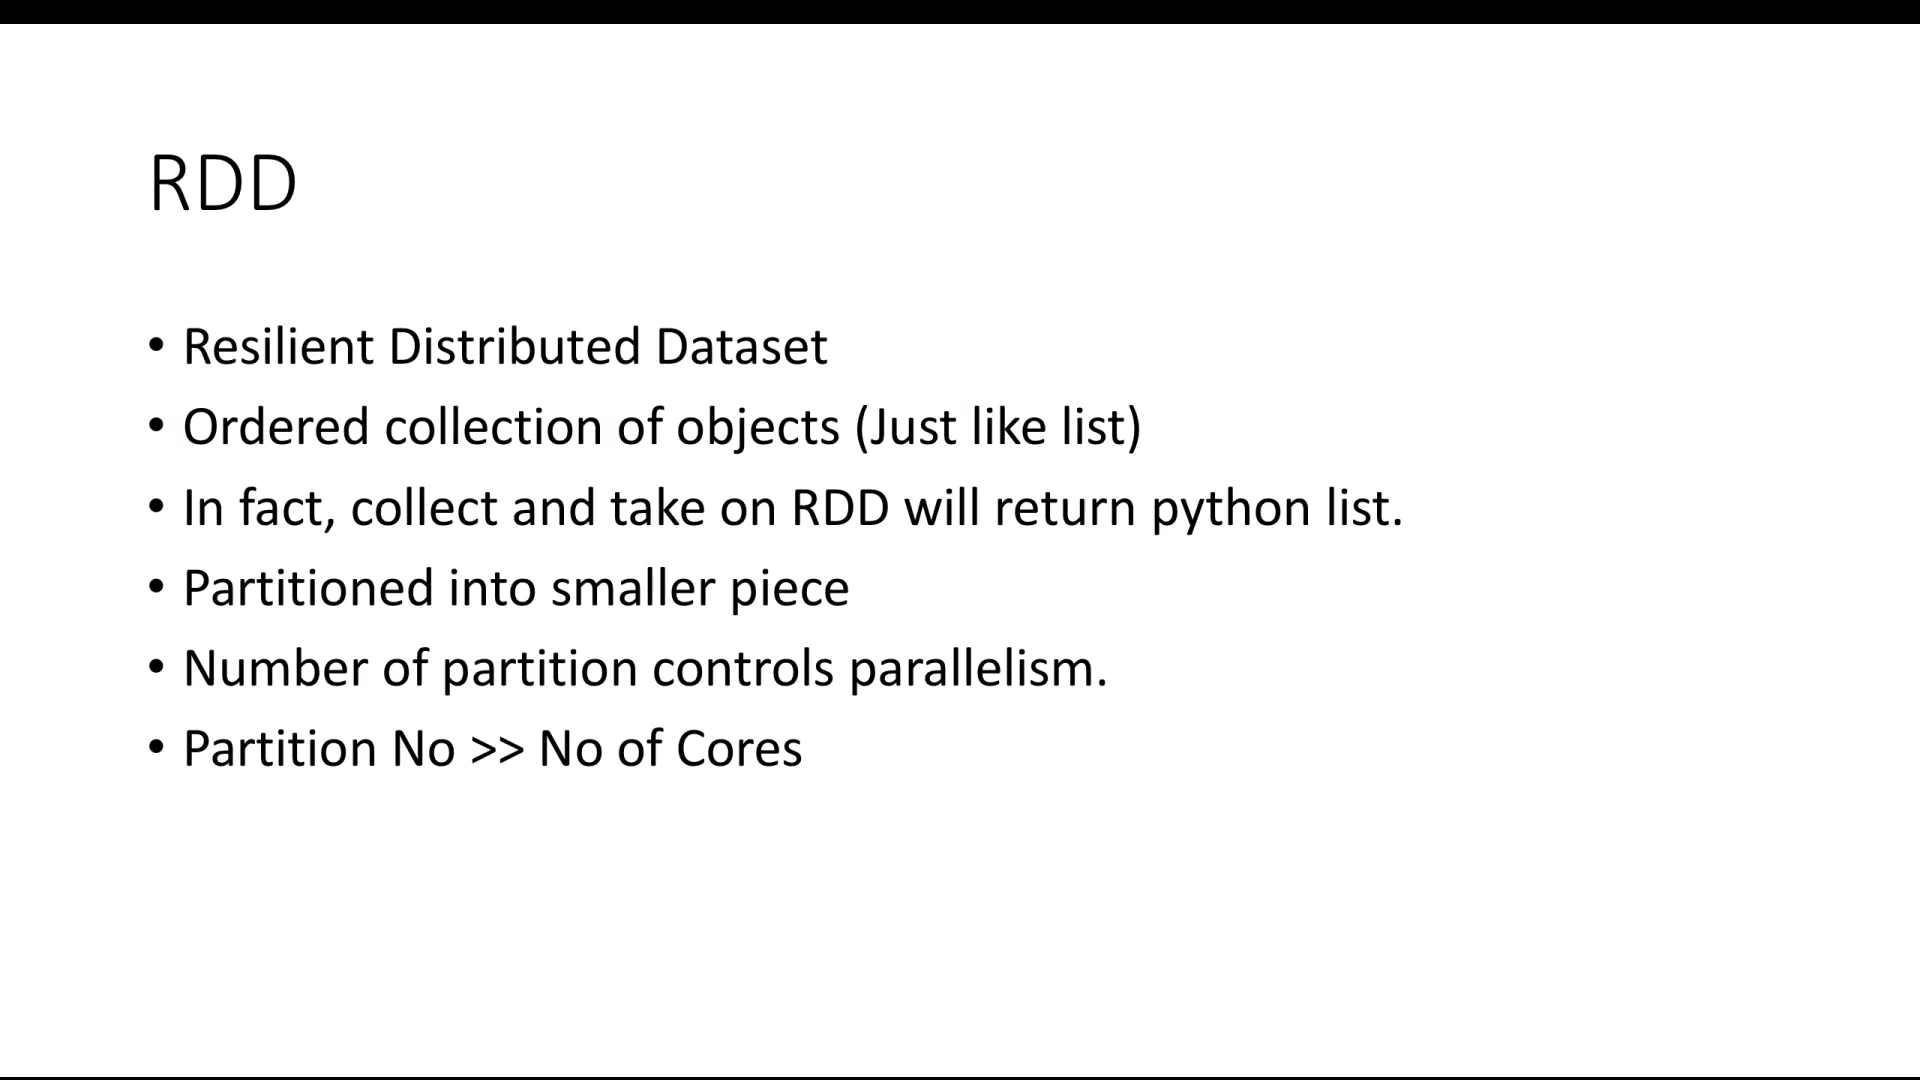 RDD
• Resilient Distributed Dataset
• Ordered collection of objects (Just like list)
• In fact, collect and take on RDD will return python list.
• Partitioned into smaller piece
• Number of partition controls parallelism.
• Partition No >> No of Cores